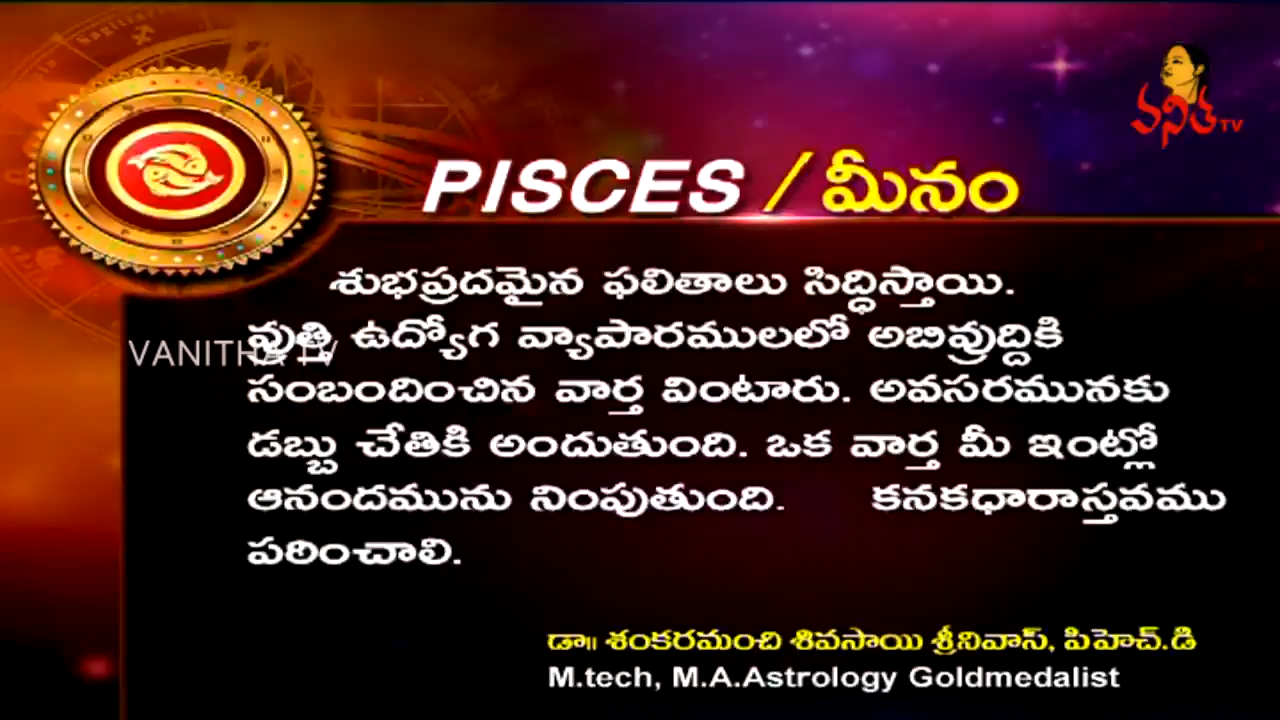 వనిత TV
PISCES / మీనం
శుభప్రదమైన ఫలితాలు సిద్ధిస్తాయి.
వుత్తి ఉద్యోగ వ్యాపారములలో అబివ్రుద్దికి
VANITHA TV
సంబందించిన వార్త వింటారు. అవసరమునకు
డబ్బు చేతికి అందుతుంది. ఒక వార్త మీ ఇంట్లో
ఆనందమును నింపుతుంది. కనకధారాస్తవము
పఠించాలి.
డా॥ శంకరమంచి శివసాయి శ్రీనివాస్, పిహెచ్.డి
M.tech, M.A.Astrology Goldmedalist